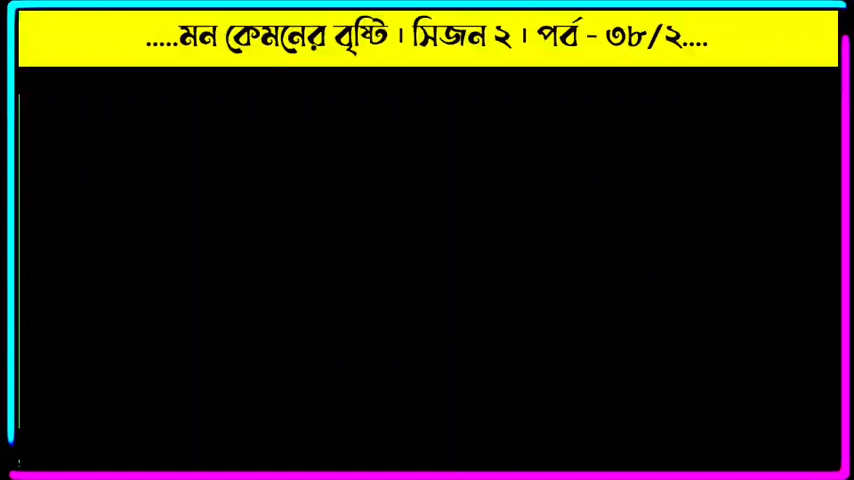 .....মন কেমনের বৃষ্টি । সিজন ২ । পর্ব - ৩৮/২....